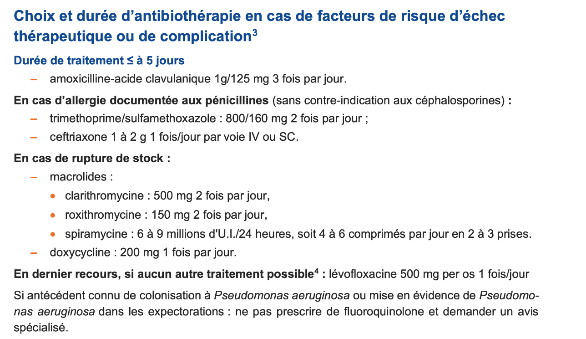 Choix et durée d’antibiothérapie en cas de facteurs de risque d’échec
thérapeutique ou de complication³
Durée de traitement ≤ à 5 jours
– amoxicilline-acide clavulanique 1g/125 mg 3 fois par jour.
En cas d’allergie documentée aux pénicillines (sans contre-indication aux céphalosporines) :
– trimethoprime/sulfamethoxazole : 800/160 mg 2 fois par jour ;
– ceftriaxone 1 à 2 g 1 fois/jour par voie IV ou SC.
En cas de rupture de stock :
– macrolides :
• clarithromycine : 500 mg 2 fois par jour,
• roxithromycine : 150 mg 2 fois par jour,
• spiramycine : 6 à 9 millions d’U.I./24 heures, soit 4 à 6 comprimés par jour en 2 à 3 prises.
– doxycycline : 200 mg 1 fois par jour.
En dernier recours, si aucun autre traitement possible⁴ : lévofloxacine 500 mg per os 1 fois/jour
Si antécédent connu de colonisation à Pseudomonas aeruginosa ou mise en évidence de Pseudomo-
nas aeruginosa dans les expectorations : ne pas prescrire de fluoroquinolone et demander un avis
spécialisé.